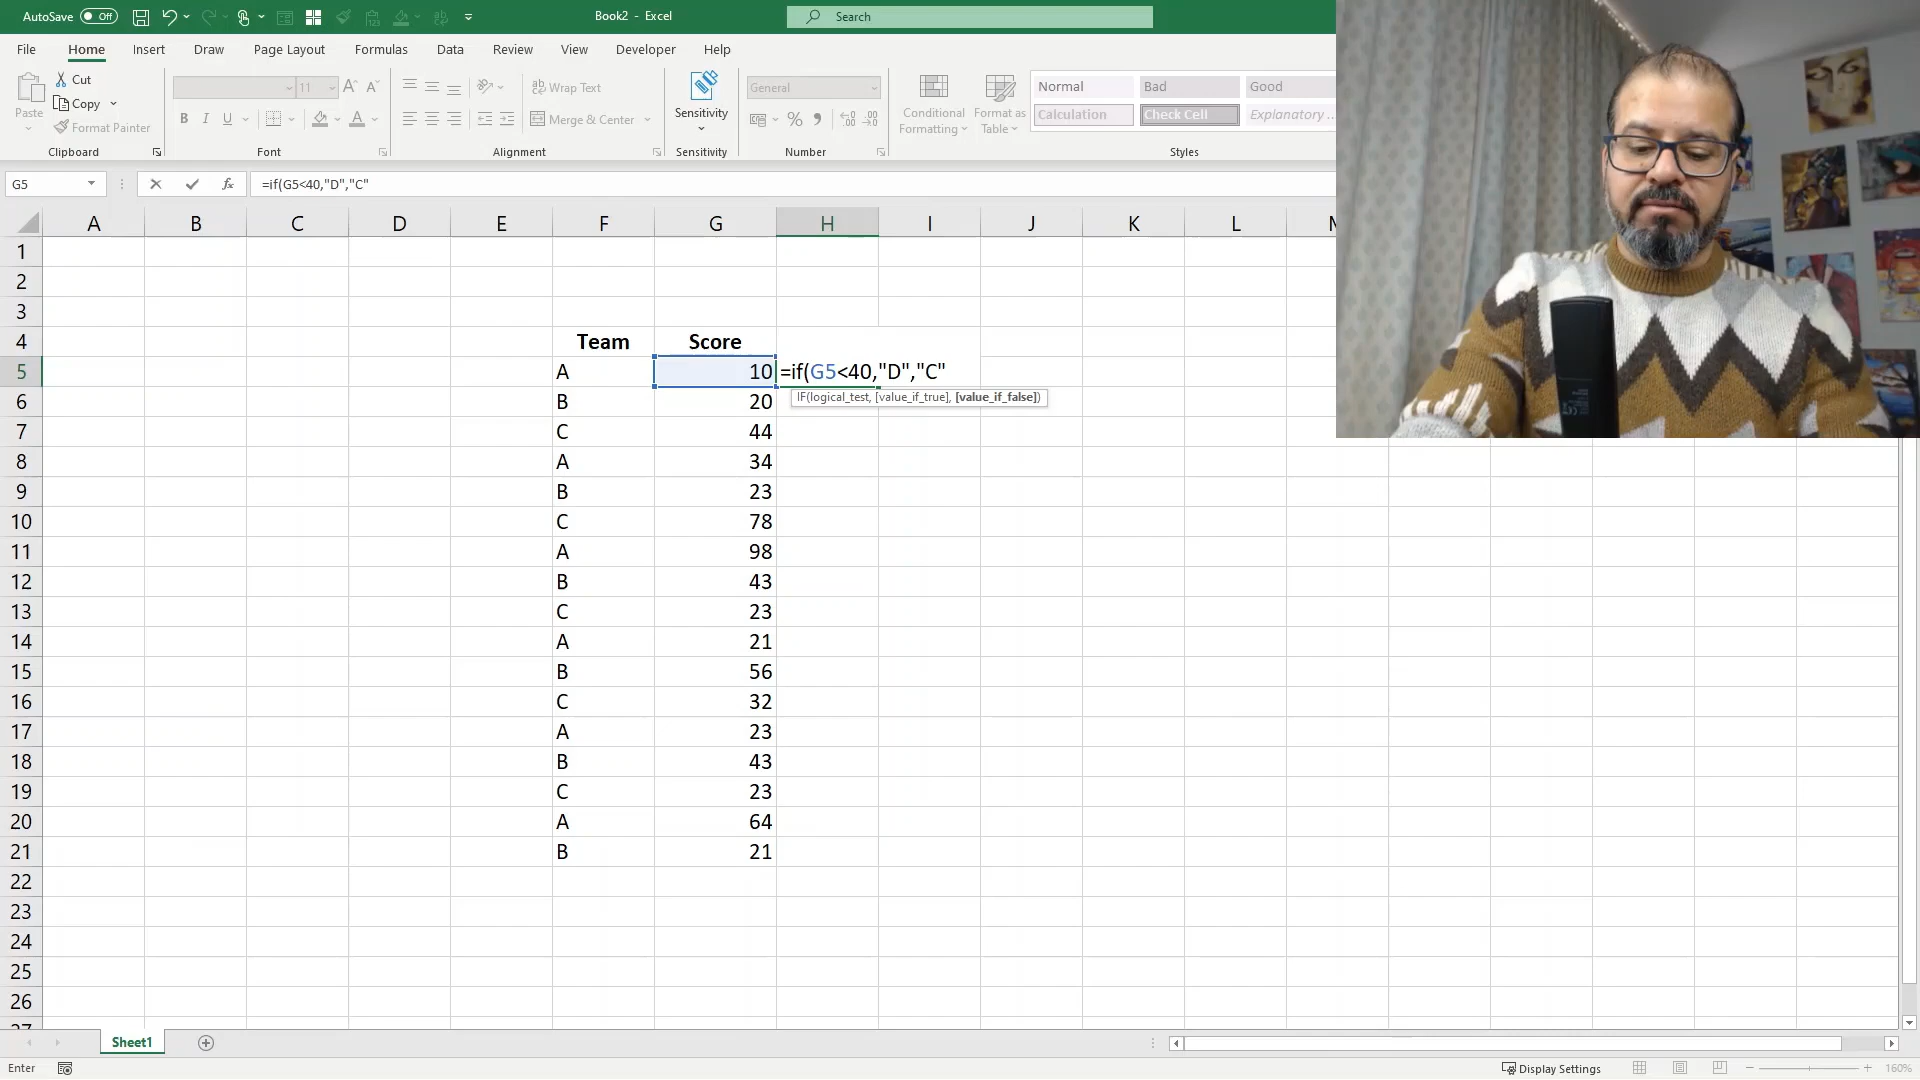 AutoSave Off Book2 - Excel Search
File Home Insert Draw Page Layout Formulas Data Review View Developer Help
Paste Cut Copy Format Painter
11 A A
B I U A
ab Wrap Text
Merge & Center
Sensitivity
General
%
Conditional Formatting
Format as Table
Normal Bad Good
Calculation Check Cell Explanatory ...
Clipboard Font Alignment Sensitivity Number Styles
G5 fx =if(G5<40,"D","C"
A B C D E F G H I J K L
1
2
3
4 Team Score
5 A 10 =if(G5<40,"D","C"
IF(logical_test, [value_if_true], [value_if_false])
6 B 20
7 C 44
8 A 34
9 B 23
10 C 78
11 A 98
12 B 43
13 C 23
14 A 21
15 B 56
16 C 32
17 A 23
18 B 43
19 C 23
20 A 64
21 B 21
22
23
24
25
26
Sheet1
Enter Display Settings 160%